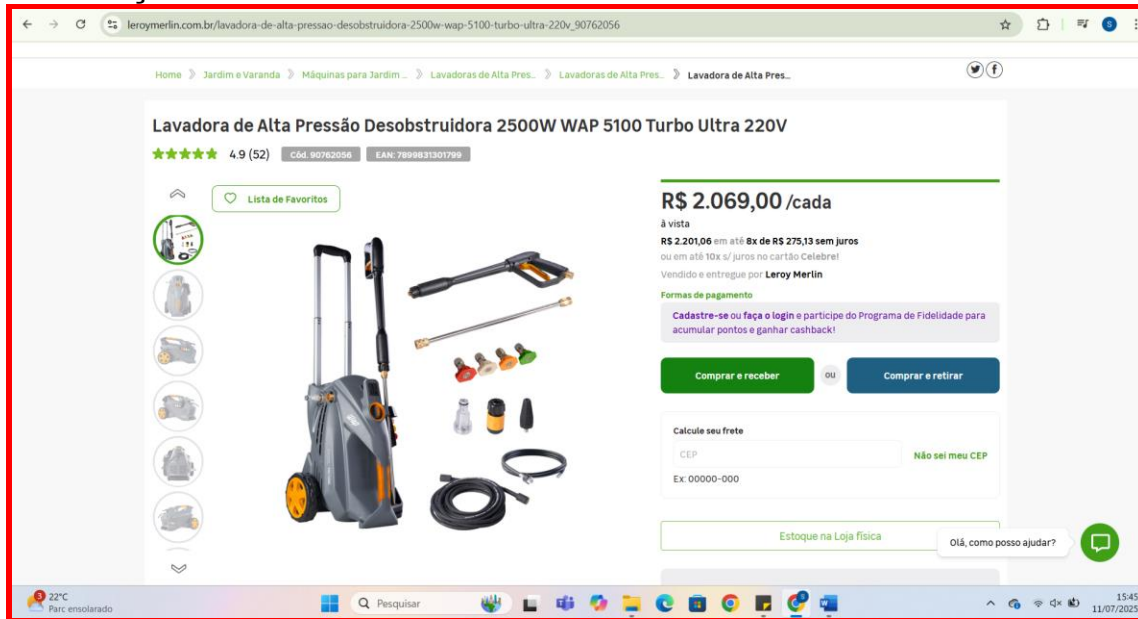 leroymerlin.com.br/lavadora-de-alta-pressao-desobstruidora-2500w-wap-5100-turbo-ultra-220v_90762056
S
Home » Jardim e Varanda » Máquinas para Jardim ... » Lavadoras de Alta Pres... » Lavadoras de Alta Pres... » Lavadora de Alta Pres...
Lavadora de Alta Pressão Desobstruidora 2500W WAP 5100 Turbo Ultra 220V
4.9 (52) Cód. 90762056 EAN: 7899831301799
Lista de Favoritos
R$ 2.069,00 /cada
à vista
R$ 2.201,06 em até 8x de R$ 275,13 sem juros
ou em até 10x s/ juros no cartão Celebre!
Vendido e entregue por Leroy Merlin
Formas de pagamento
Cadastre-se ou faça o login e participe do Programa de Fidelidade para
acumular pontos e ganhar cashback!
Comprar e receber ou Comprar e retirar
Calcule seu frete
CEP Não sei meu CEP
Ex: 00000-000
Estoque na Loja física
Olá, como posso ajudar?
3 22°C
Parc ensolarado
Pesquisar
15:45
11/07/2025